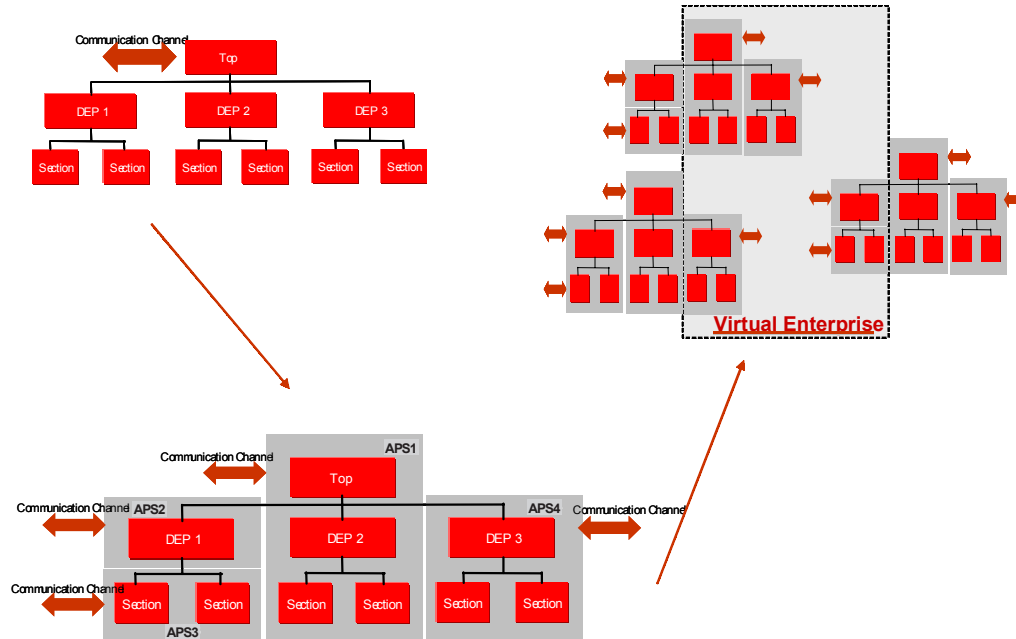 Communication Channel
Top
DEP 1
DEP 2
DEP 3
Section
Section
Section
Section
Section
Section
Virtual Enterprise
APS1
Communication Channel
Top
Communication Channel
APS2
APS4
Communication Channel
DEP 1
DEP 2
DEP 3
Communication Channel
Section
Section
Section
Section
Section
Section
APS3